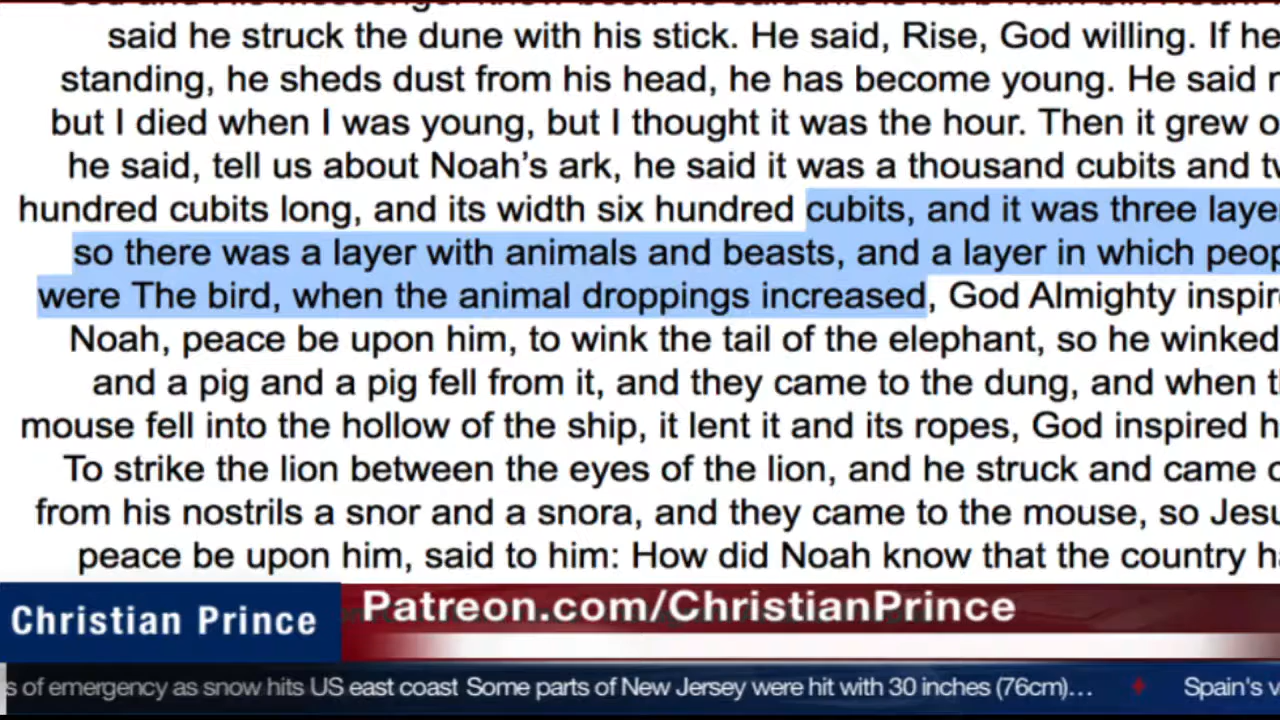 said he struck the dune with his stick. He said, Rise, God willing. If he
standing, he sheds dust from his head, he has become young. He said
but I died when I was young, but I thought it was the hour. Then it grew
he said, tell us about Noah's ark, he said it was a thousand cubits and
hundred cubits long, and its width six hundred cubits, and it was three
so there was a layer with animals and beasts, and a layer in which
were The bird, when the animal droppings increased, God Almighty
Noah, peace be upon him, to wink the tail of the elephant, so he winked
and a pig and a pig fell from it, and they came to the dung, and when
mouse fell into the hollow of the ship, it lent it and its ropes, God inspired
To strike the lion between the eyes of the lion, and he struck and came
from his nostrils a snor and a snora, and they came to the mouse, so
peace be upon him, said to him: How did Noah know that the country
Christian Prince
Patreon.com/ChristianPrince
of emergency as snow hits US east coast Some parts of New Jersey were hit with 30 inches (76cm)... Spain's